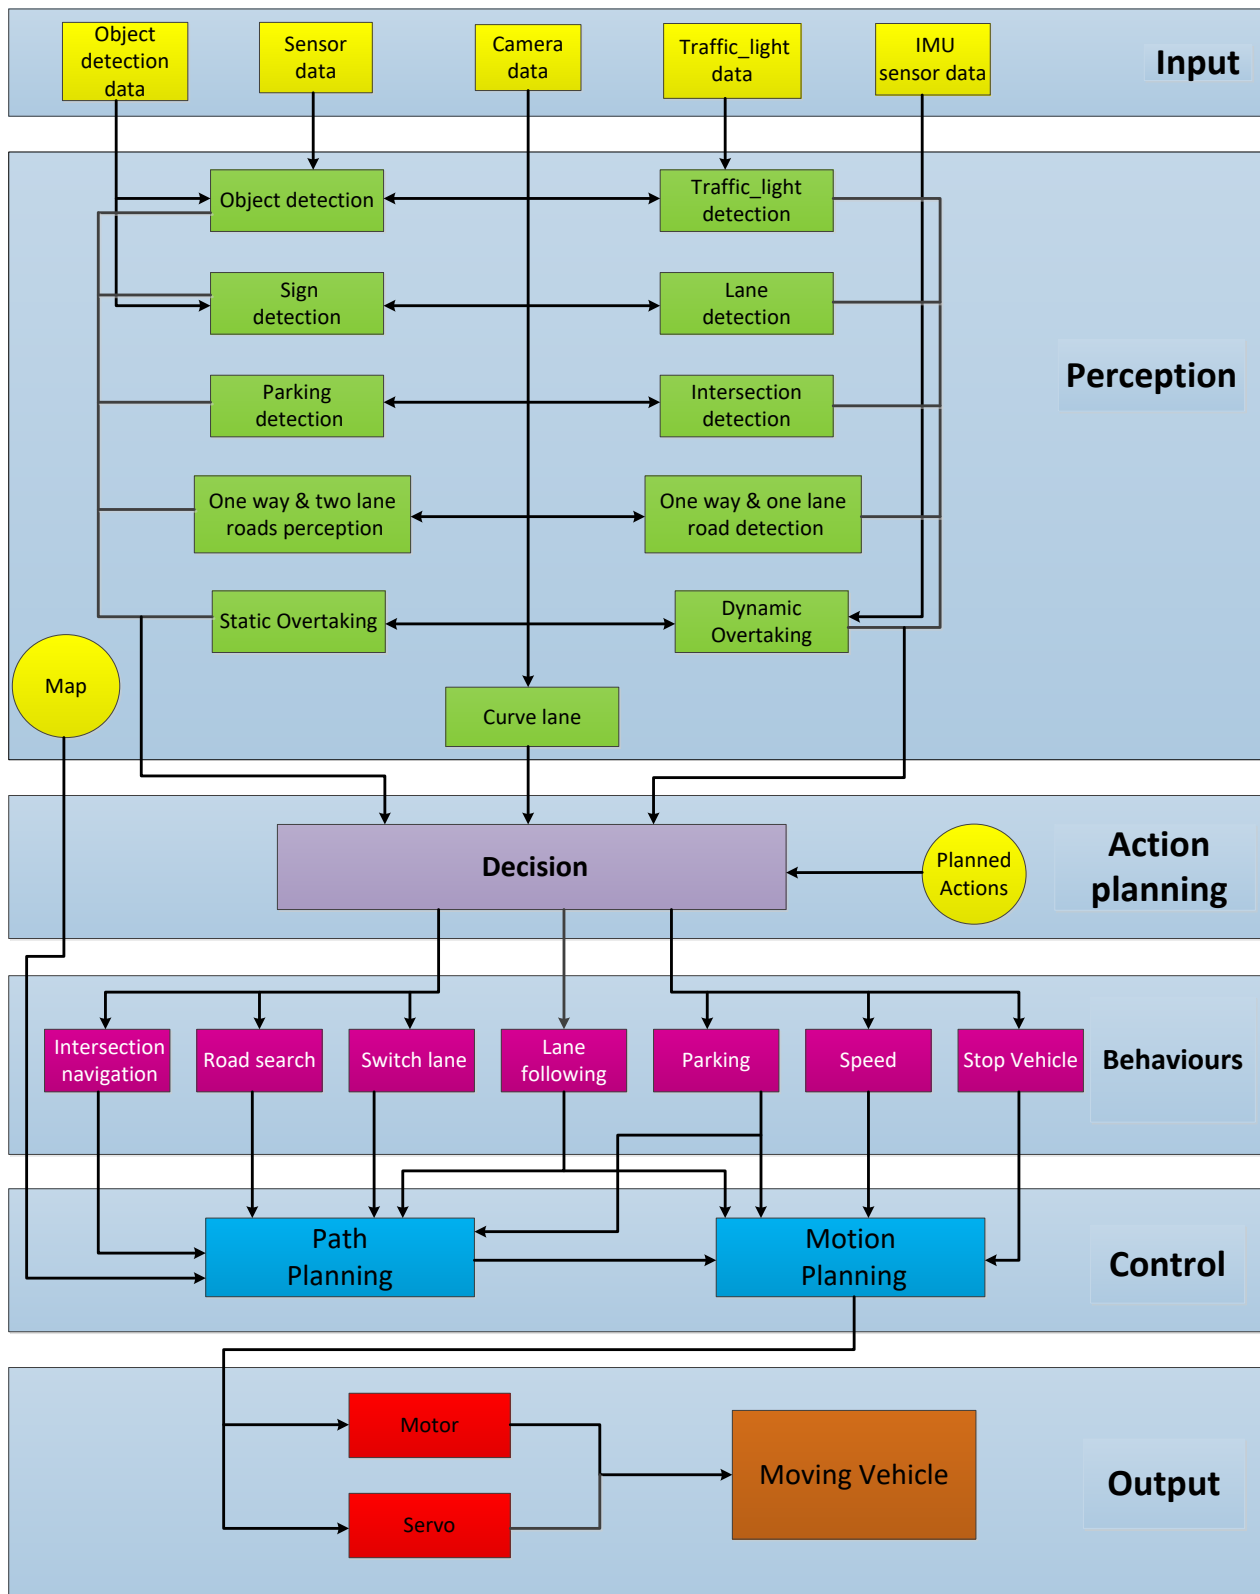 Object
detection
data
Sensor
data
Camera
data
Traffic_light
data
IMU
sensor data
Input
Object detection
Traffic_light
detection
Sign
detection
Lane
detection
Perception
Parking
detection
Intersection
detection
One way & two lane
roads perception
One way & one lane
road detection
Static Overtaking
Dynamic
Overtaking
Map
Curve lane
Decision
Planned
Actions
Action
planning
Intersection
navigation
Road search
Switch lane
Lane
following
Parking
Speed
Stop Vehicle
Behaviours
Path
Planning
Motion
Planning
Control
Motor
Servo
Moving Vehicle
Output